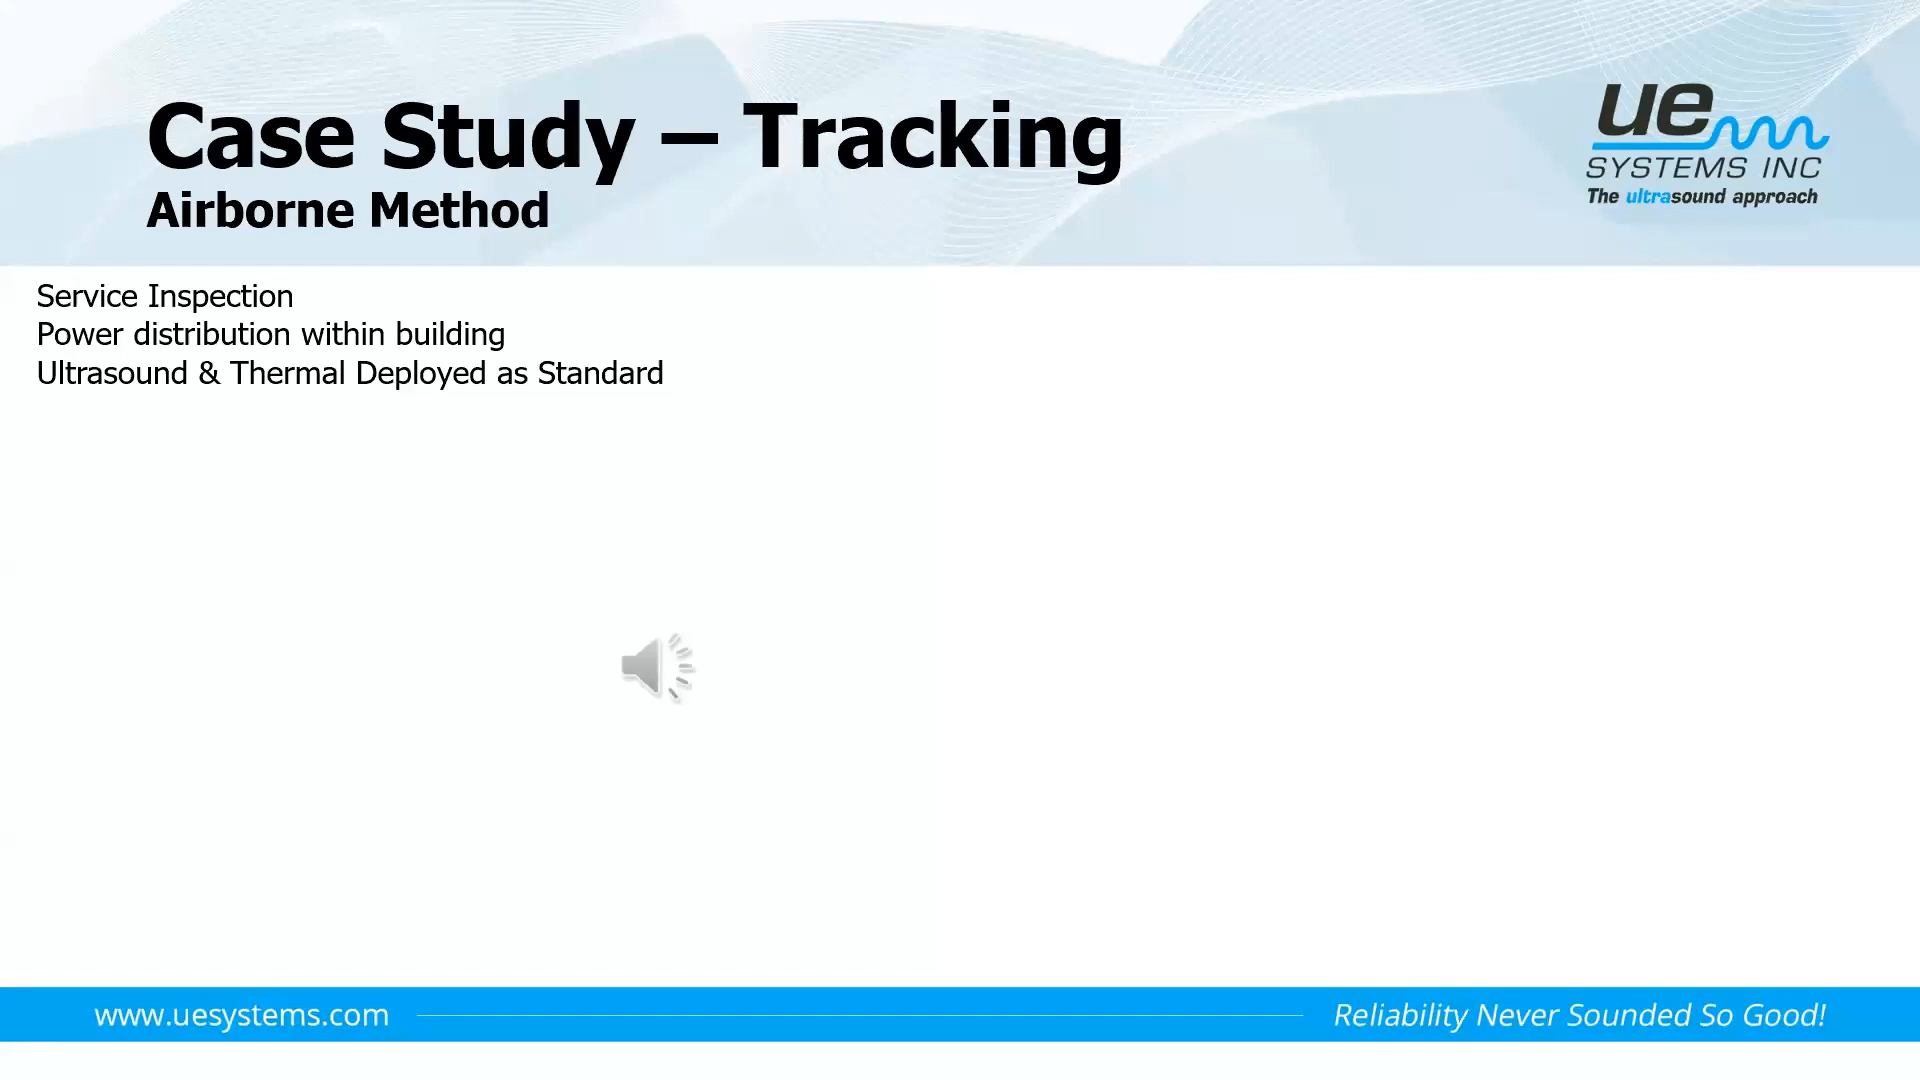 Case Study – Tracking
Airborne Method
ue
SYSTEMS INC
The ultrasound approach
Service Inspection
Power distribution within building
Ultrasound & Thermal Deployed as Standard
www.uesystems.com
Reliability Never Sounded So Good!